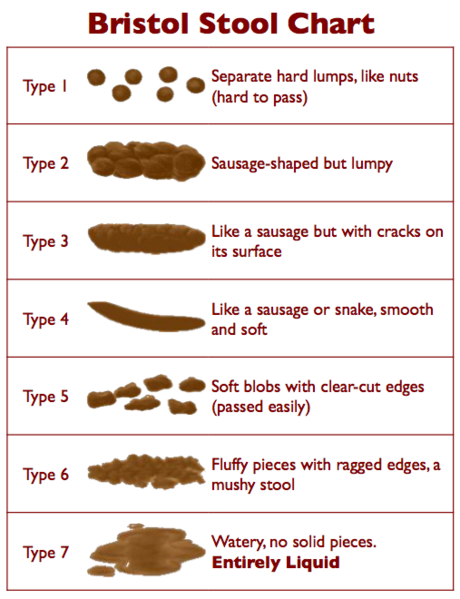 Bristol Stool Chart
Type 1
Separate hard lumps, like nuts
(hard to pass)
Type 2
Sausage-shaped but lumpy
Type 3
Like a sausage but with cracks on
its surface
Type 4
Like a sausage or snake, smooth
and soft
Type 5
Soft blobs with clear-cut edges
(passed easily)
Type 6
Fluffy pieces with ragged edges, a
mushy stool
Type 7
Watery, no solid pieces.
Entirely Liquid